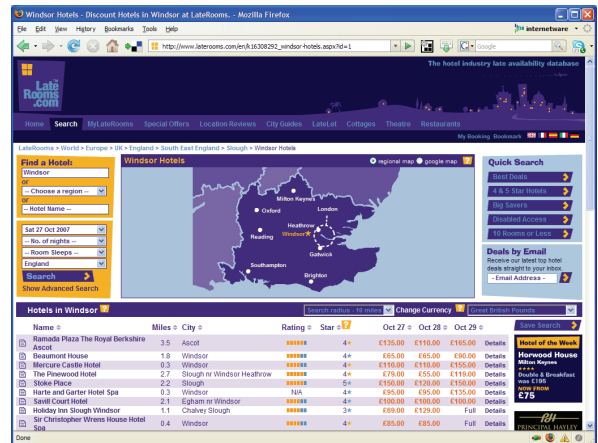 Windsor Hotels - Discount Hotels in Windsor at LateRooms. - Mozilla Firefox
File Edit View History Bookmarks Tools Help
internetware
http://www.laterooms.com/en/k16308292_windsor-hotels.aspx?id=1
Google
The hotel industry late availability database
Late
Rooms
.com
Home Search MyLateRooms Special Offers Location Reviews City Guides LateLet Cottages Theatre Restaurants
My Booking Bookmark
LateRooms > World > Europe > UK > England > South East England > Slough > Windsor Hotels
Find a Hotel:
Windsor
or
-- Choose a region --
or
-- Hotel Name --
Sat 27 Oct 2007
-- No. of nights --
-- Room Sleeps --
England
Search
Show Advanced Search
Windsor Hotels
regional map google map ?
Milton Keynes
Oxford
London
Heathrow
Reading
Windsor
Gatwick
Southampton
Brighton
Quick Search
Best Deals
4 & 5 Star Hotels
Big Savers
Disabled Access
10 Rooms or Less
Deals by Email
Receive our latest top hotel
deals straight to your inbox
- Email Address -
Hotels in Windsor ?
Search radius - 10 miles Change Currency ? Great British Pounds
Name Miles City Rating Star ? Oct 27 Oct 28 Oct 29
Ramada Plaza The Royal Berkshire Ascot 3.5 Ascot 4 £135.00 £110.00 £165.00 Details
Beaumont House 1.8 Windsor 4 £65.00 £65.00 £90.00 Details
Mercure Castle Hotel 0.3 Windsor 4 £110.00 £110.00 £155.00 Details
The Pinewood Hotel 2.7 Slough nr Windsor Heathrow 4 £79.00 £55.00 £119.00 Details
Stoke Place 2.2 Slough 5 £150.00 £120.00 £150.00 Details
Harte and Garter Hotel Spa 0.3 Windsor N/A 4 £95.00 £95.00 £135.00 Details
Savill Court Hotel 2.1 Egham nr Windsor 4 £100.00 £100.00 £100.00 Details
Holiday Inn Slough Windsor 1.1 Chalvey Slough 3 £69.00 £129.00 Full Details
Sir Christopher Wrens House Hotel Spa 0.4 Windsor 4 £85.00 £85.00 Full Details
Save Search
Hotel of the Week
Horwood House
Milton Keynes
Double & Breakfast
was £195
NOW FROM
£75
PRINCIPAL HAYLEY
Done